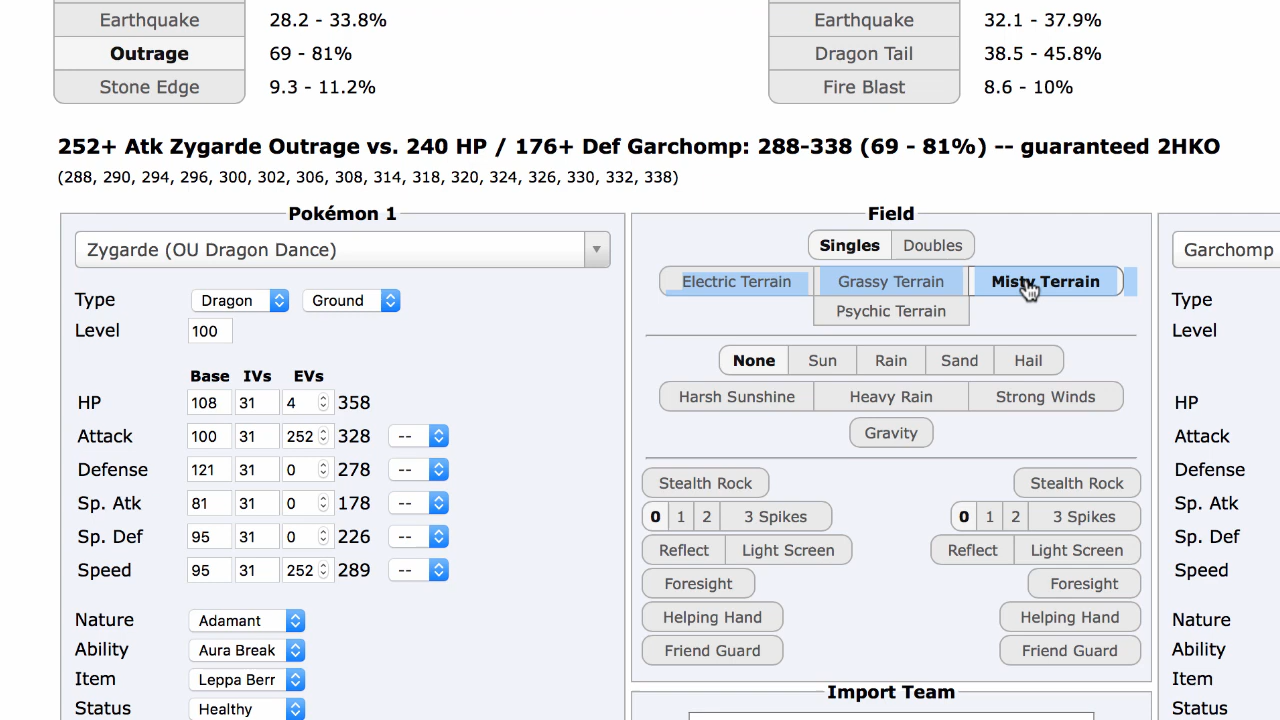 Earthquake 28.2 - 33.8% Earthquake 32.1 - 37.9%
Outrage 69 - 81% Dragon Tail 38.5 - 45.8%
Stone Edge 9.3 - 11.2% Fire Blast 8.6 - 10%
252+ Atk Zygarde Outrage vs. 240 HP / 176+ Def Garchomp: 288-338 (69 - 81%) -- guaranteed 2HKO
(288, 290, 294, 296, 300, 302, 306, 308, 314, 318, 320, 324, 326, 330, 332, 338)
Pokémon 1
Zygarde (OU Dragon Dance)
Type Dragon Ground
Level 100
Base IVs EVs
HP 108 31 4 358
Attack 100 31 252 328 --
Defense 121 31 0 278 --
Sp. Atk 81 31 0 178 --
Sp. Def 95 31 0 226 --
Speed 95 31 252 289 --
Nature Adamant
Ability Aura Break
Item Leppa Berr
Status Healthy
Field
Singles Doubles
Electric Terrain Grassy Terrain Misty Terrain
Psychic Terrain
None Sun Rain Sand Hail
Harsh Sunshine Heavy Rain Strong Winds
Gravity
Stealth Rock Stealth Rock
0 1 2 3 Spikes 0 1 2 3 Spikes
Reflect Light Screen Reflect Light Screen
Foresight Foresight
Helping Hand Helping Hand
Friend Guard Friend Guard
Import Team
Garchomp
Type
Level
HP
Attack
Defense
Sp. Atk
Sp. Def
Speed
Nature
Ability
Item
Status